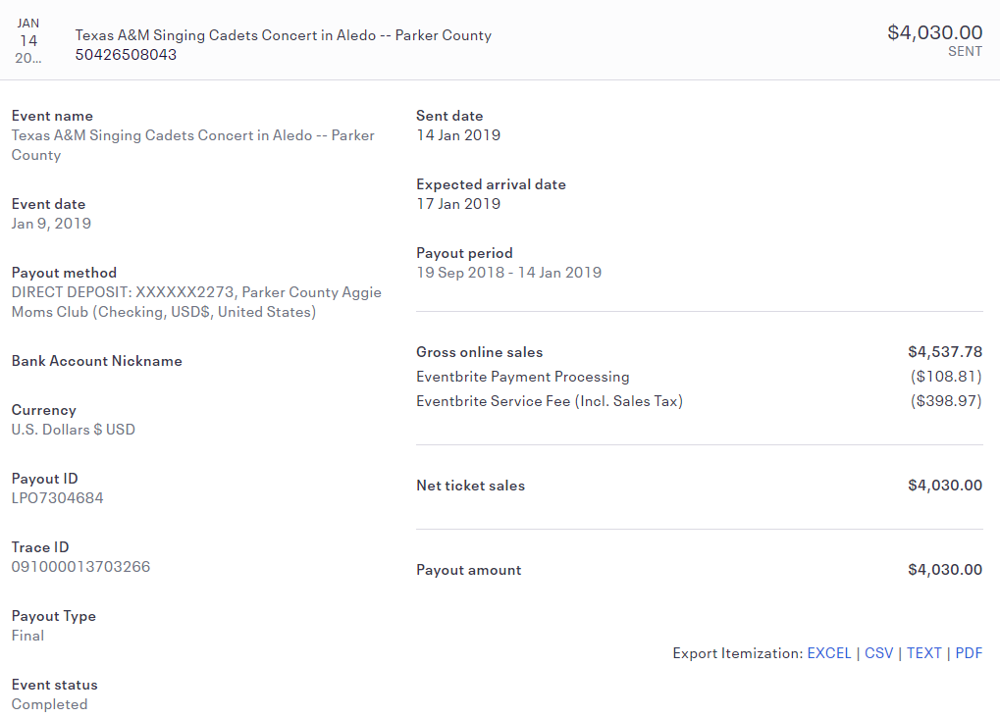 JAN
14
20...
Texas A&M Singing Cadets Concert in Aledo -- Parker County
50426508043
$4,030.00
SENT
Event name
Texas A&M Singing Cadets Concert in Aledo -- Parker
County
Event date
Jan 9, 2019
Payout method
DIRECT DEPOSIT: XXXXXX2273, Parker County Aggie
Moms Club (Checking, USD$, United States)
Bank Account Nickname
Currency
U.S. Dollars $ USD
Payout ID
LPO7304684
Trace ID
091000013703266
Payout Type
Final
Event status
Completed
Sent date
14 Jan 2019
Expected arrival date
17 Jan 2019
Payout period
19 Sep 2018 - 14 Jan 2019
Gross online sales $4,537.78
Eventbrite Payment Processing ($108.81)
Eventbrite Service Fee (Incl. Sales Tax) ($398.97)
Net ticket sales $4,030.00
Payout amount $4,030.00
Export Itemization: EXCEL | CSV | TEXT | PDF